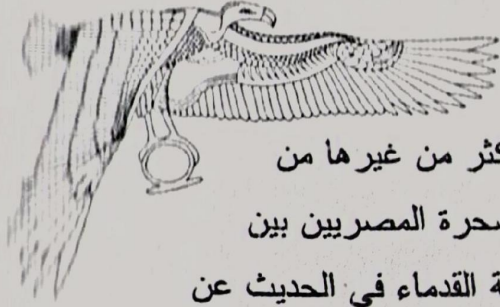 كثر من غيرها من
سحرة المصريين بين
ة القدماء في الحديث عن